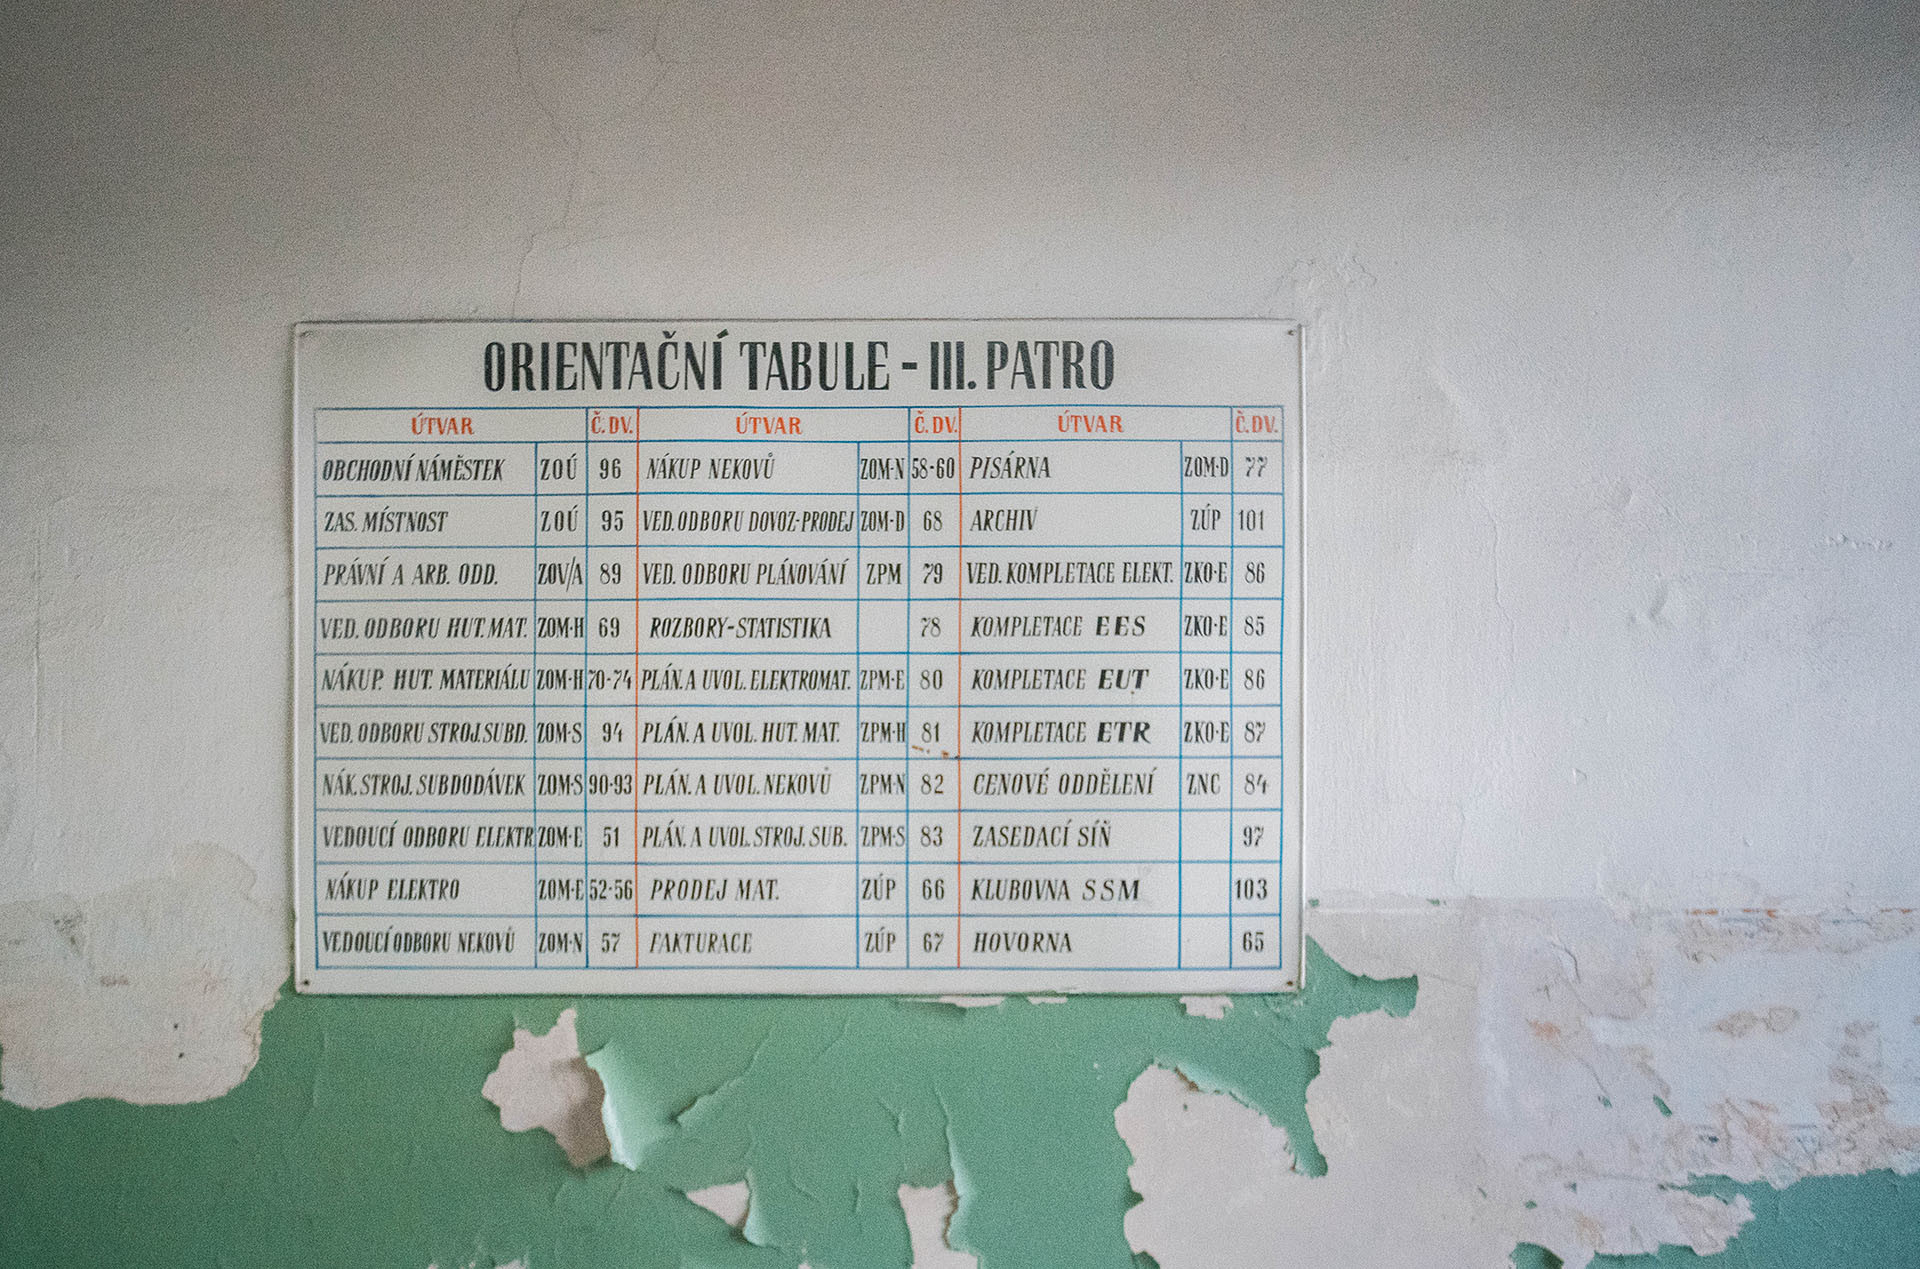 ORIENTAČNÍ TABULE - III. PATRO
ÚTVAR Č. DV. ÚTVAR Č. DV. ÚTVAR Č. DV.
OBCHODNÍ NÁMĚSTEK ZOÚ 96 NÁKUP NEKOVŮ ZOM-N 58-60 PISÁRNA ZOM-D 77
ZAS. MÍSTNOST ZOÚ 95 VED. ODBORU DOVOZ-PRODEJ ZOM-D 68 ARCHIV ZÚP 101
PRÁVNÍ A ARB. ODD. ZOV/A 89 VED. ODBORU PLÁNOVÁNÍ ZPM 79 VED. KOMPLETACE ELEKT. ZKO-E 86
VED. ODBORU HUT. MAT. ZOM-H 69 ROZBORY-STATISTIKA 78 KOMPLETACE EES ZKO-E 85
NÁKUP. HUT. MATERIÁLU ZOM-H 70-74 PLÁN. A UVOL. ELEKTROMAT. ZPM-E 80 KOMPLETACE EUT ZKO-E 86
VED. ODBORU STROJ. SUBD. ZOM-S 94 PLÁN. A UVOL. HUT. MAT. ZPM-H 81 KOMPLETACE ETR ZKO-E 87
NÁK. STROJ. SUBDODÁVEK ZOM-S 90-93 PLÁN. A UVOL. NEKOVŮ ZPM-N 82 CENOVÉ ODDĚLENÍ ZNC 84
VEDOUCÍ ODBORU ELEKTR. ZOM-E 51 PLÁN. A UVOL. STROJ. SUB. ZPM-S 83 ZASEDACÍ SÍŇ 97
NÁKUP ELEKTRO ZOM-E 52-56 PRODEJ MAT. ZÚP 66 KLUBOVNA SSM 103
VEDOUCÍ ODBORU NEKOVŮ ZOM-N 57 FAKTURACE ZÚP 67 HOVORNA 65